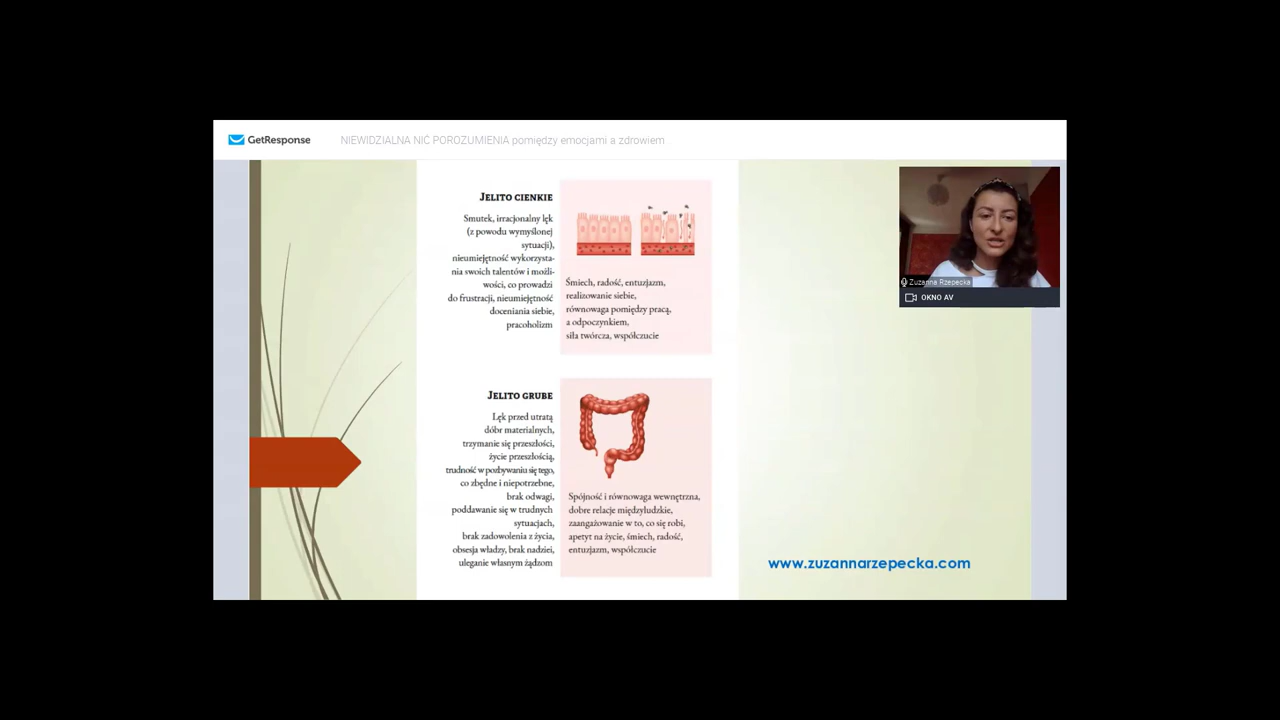 GetResponse
NIEWIDZIALNA NIĆ POROZUMIENIA pomiędzy emocjami a zdrowiem
JELITO CIENKIE
Smutek, irracjonalny lęk
(z powodu wymyślonej
sytuacji),
nieumiejętność wykorzysta-
nia swoich talentów i możli-
wości, co prowadzi
do frustracji, nieumiejętność
doceniania siebie,
pracoholizm
Śmiech, radość, entuzjazm,
realizowanie siebie,
równowaga pomiędzy pracą,
a odpoczynkiem,
siła twórcza, współczucie
JELITO GRUBE
Lęk przed utratą
dóbr materialnych,
trzymanie się przeszłości,
życie przeszłością,
trudność w pozbywaniu się tego,
co zbędne i niepotrzebne,
brak odwagi,
poddawanie się w trudnych
sytuacjach,
brak zadowolenia z życia,
obsesja władzy, brak nadziei,
uleganie własnym żądzom
Spójność i równowaga wewnętrzna,
dobre relacje międzyludzkie,
zaangażowanie w to, co się robi,
apetyt na życie, śmiech, radość,
entuzjazm, współczucie
Zuzanna Rzepecka
OKNO AV
www.zuzannarzepecka.com